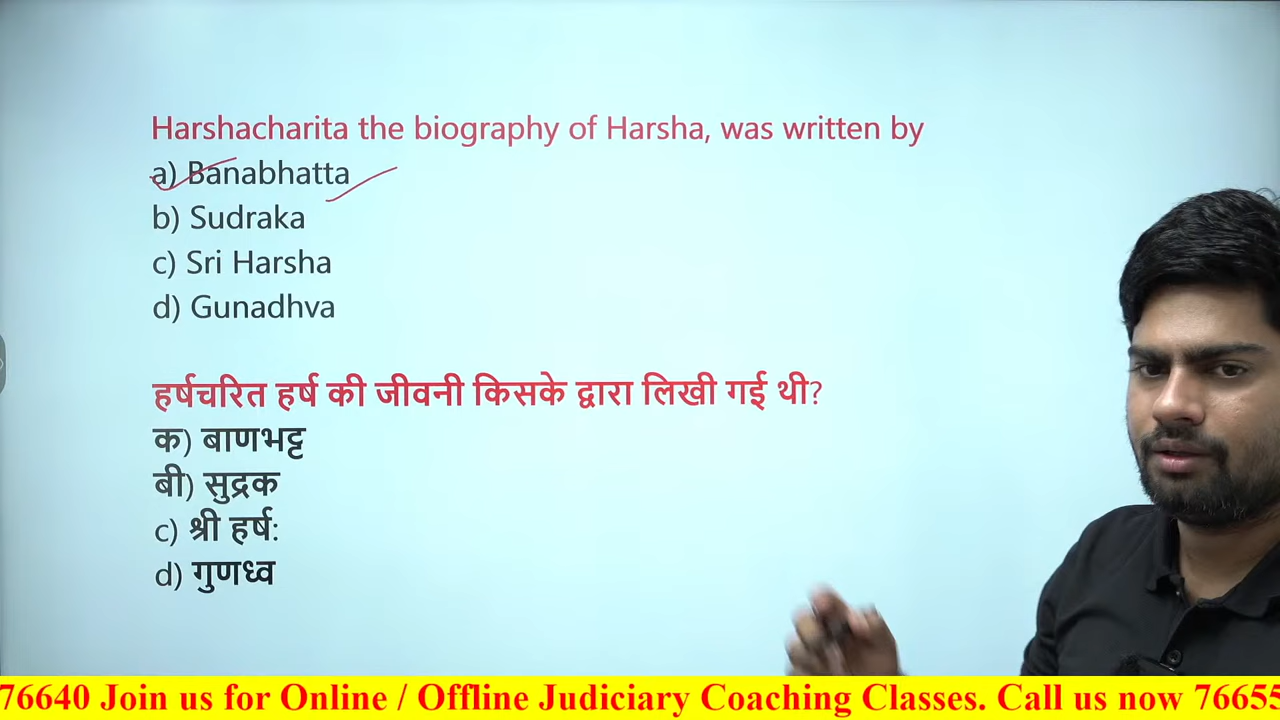 Harshacharita the biography of Harsha, was written by
a) Banabhatta
b) Sudraka
c) Sri Harsha
d) Gunadhva
हर्षचरित हर्ष की जीवनी किसके द्वारा लिखी गई थी?
क) बाणभट्ट
बी) सुद्रक
c) श्री हर्ष:
d) गुणध्व
76640 Join us for Online / Offline Judiciary Coaching Classes. Call us now 76655